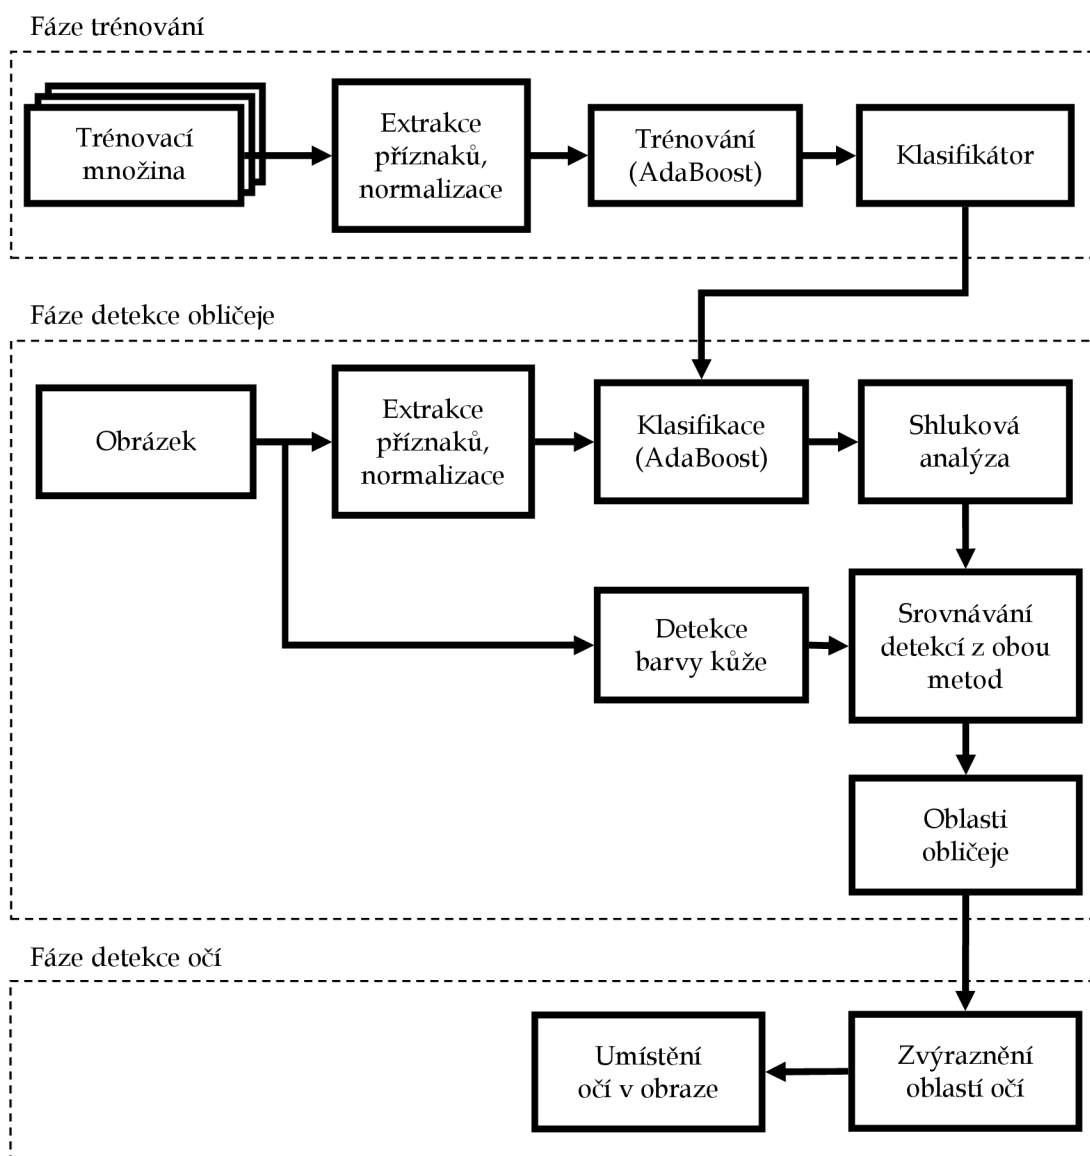 Fáze trénování
Trénovací
množina
Extrakce
příznaků,
normalizace
Trénování
(AdaBoost)
Klasifikátor
Fáze detekce obličeje
Obrázek
Extrakce
příznaků,
normalizace
Klasifikace
(AdaBoost)
Shluková
analýza
Detekce
barvy kůže
Srovnávání
detekcí z obou
metod
Oblasti
obličeje
Fáze detekce očí
Umístění
očí v obraze
Zvýraznění
oblastí očí